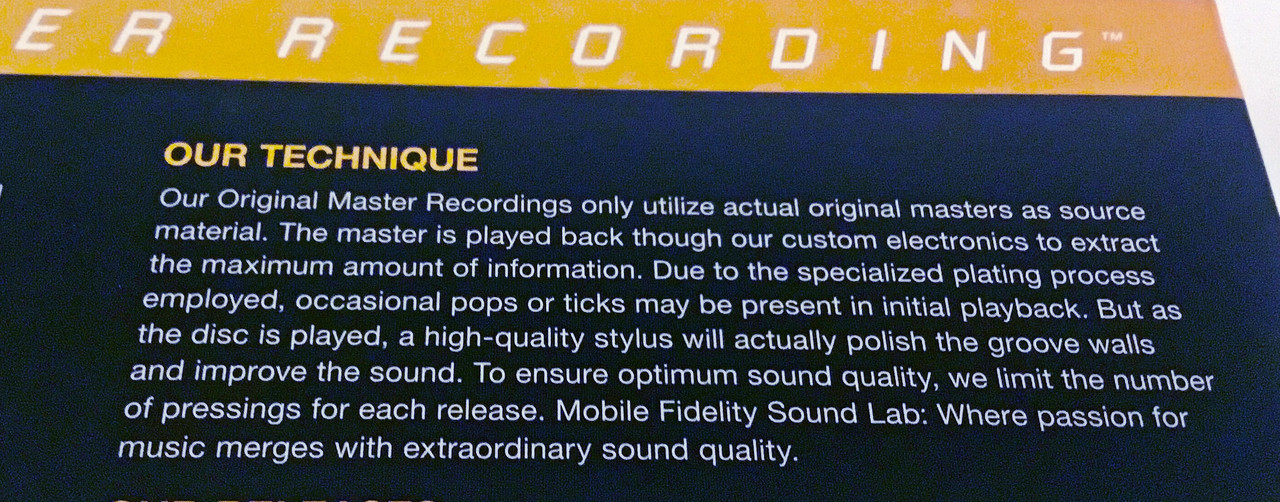 ER RECORDING™
OUR TECHNIQUE
Our Original Master Recordings only utilize actual original masters as source
material. The master is played back though our custom electronics to extract
the maximum amount of information. Due to the specialized plating process
employed, occasional pops or ticks may be present in initial playback. But as
the disc is played, a high-quality stylus will actually polish the groove walls
and improve the sound. To ensure optimum sound quality, we limit the number
of pressings for each release. Mobile Fidelity Sound Lab: Where passion for
music merges with extraordinary sound quality.
OUR RELEASES